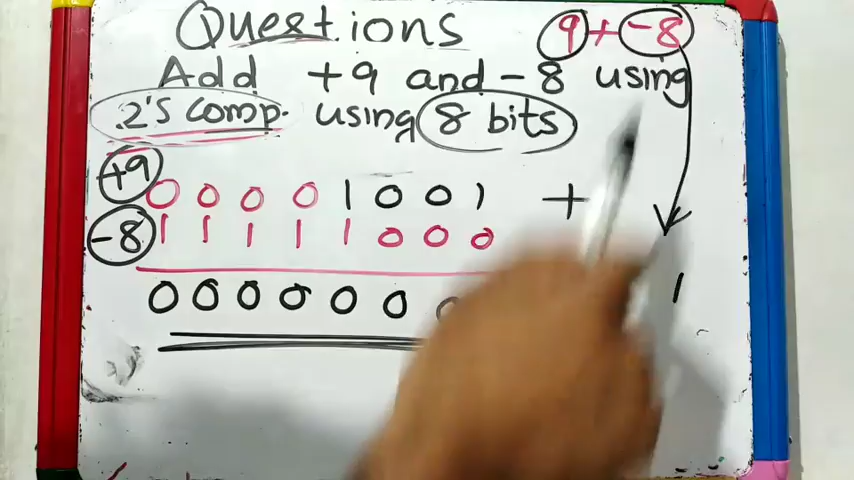 Questions 9 + -8
Add +9 and -8 using
2's comp. using 8 bits
+9 0 0 0 0 1 0 0 1 +
-8 1 1 1 1 1 0 0 0
0 0 0 0 0 0 0 1